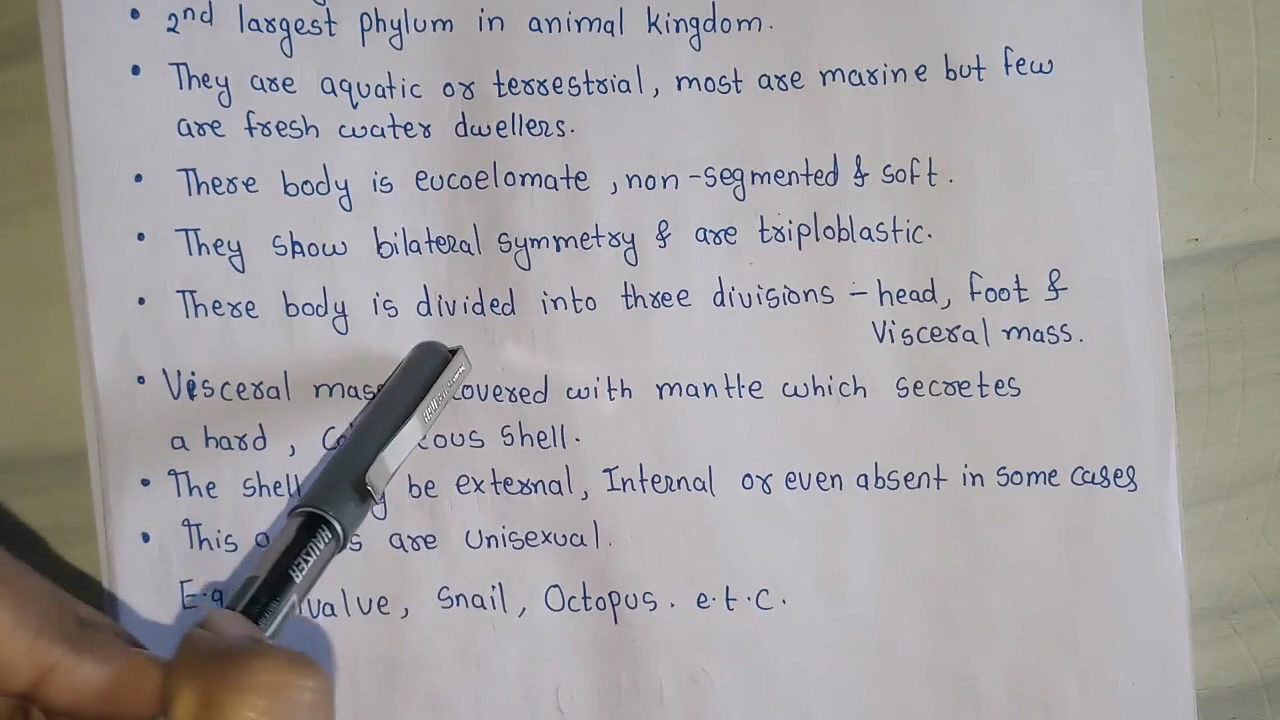 • 2nd largest phylum in animal kingdom.
• They are aquatic or terrestrial, most are marine but few
are fresh water dwellers.
• There body is eucoelomate, non-segmented & soft.
• They show bilateral symmetry & are triploblastic.
• There body is divided into three divisions - head, foot &
Visceral mass.
• Visceral mass covered with mantle which secretes
a hard, shell.
• The shell be external, Internal or even absent in some cases
• This are Unisexual.
E.g. Snail, Octopus. e.t.c.
HAUSER